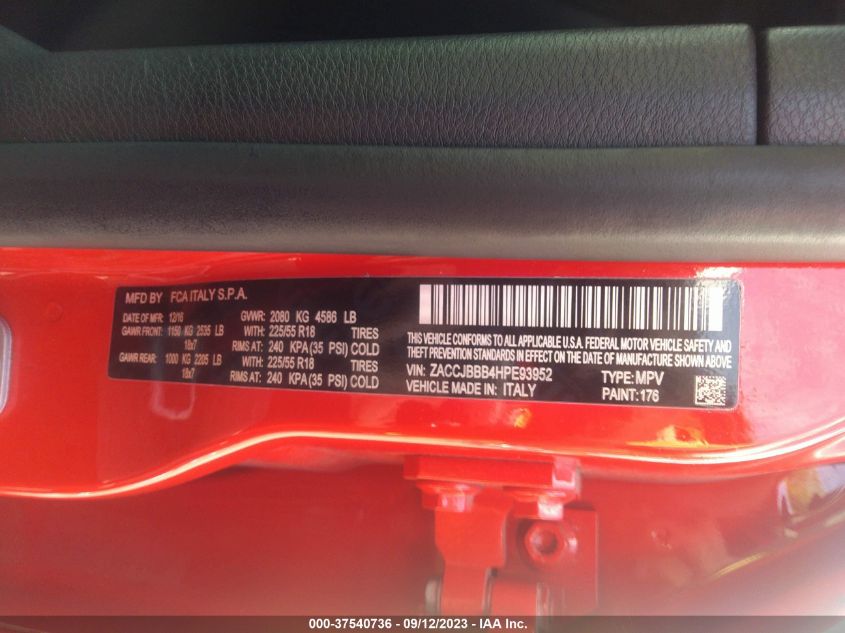 MFD BY FCA ITALY S.P.A.
DATE OF MFR: 12/16 GWVR: 2080 KG 4586 LB
GAWR FRONT: 1150 KG 2535 LB WITH: 225/55 R18 TIRES
18x7 RIMS AT: 240 KPA (35 PSI) COLD
GAWR REAR: 1000 KG 2205 LB WITH: 225/55 R18 TIRES
18x7 RIMS AT: 240 KPA (35 PSI) COLD
THIS VEHICLE CONFORMS TO ALL APPLICABLE U.S.A. FEDERAL MOTOR VEHICLE SAFETY AND
THEFT PREVENTION STANDARDS IN EFFECT ON THE DATE OF MANUFACTURE SHOWN ABOVE
VIN: ZACCJBBB4HPE93952 TYPE: MPV
VEHICLE MADE IN: ITALY PAINT: 176
000-37540736 - 09/12/2023 - IAA Inc.